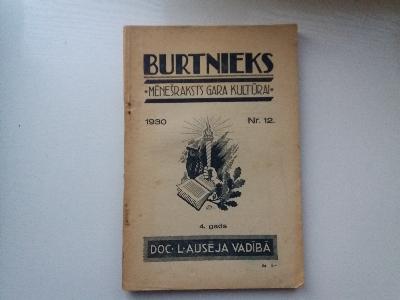 BURTNIEKS
MĒNEŠRAKSTS GARA KULTŪRAI
1930 Nr. 12.
4. gads
DOC. L. AUSĒJA VADĪBĀ